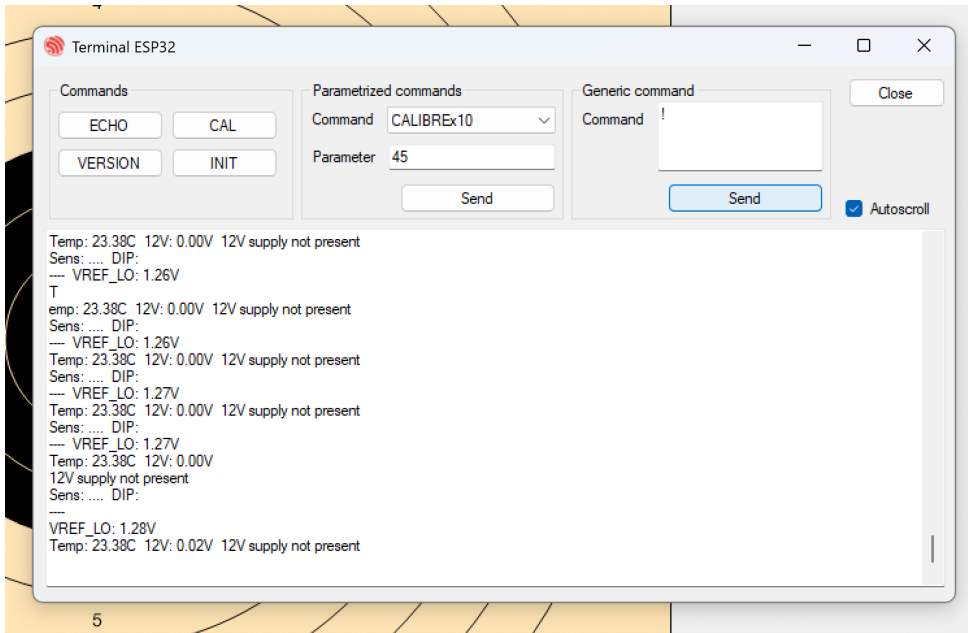 4
Terminal ESP32
Commands
ECHO
CAL
VERSION
INIT
Parametrized commands
Command CALIBREx10
Parameter 45
Send
Generic command
Command !
Send
Close
Autoscroll
Temp: 23.38C 12V: 0.00V 12V supply not present
Sens: .... DIP:
---- VREF_LO: 1.26V
T
emp: 23.38C 12V: 0.00V 12V supply not present
Sens: .... DIP:
---- VREF_LO: 1.26V
Temp: 23.38C 12V: 0.00V 12V supply not present
Sens: .... DIP:
---- VREF_LO: 1.27V
Temp: 23.38C 12V: 0.00V 12V supply not present
Sens: .... DIP:
---- VREF_LO: 1.27V
Temp: 23.38C 12V: 0.00V
12V supply not present
Sens: .... DIP:
----
VREF_LO: 1.28V
Temp: 23.38C 12V: 0.02V 12V supply not present
5